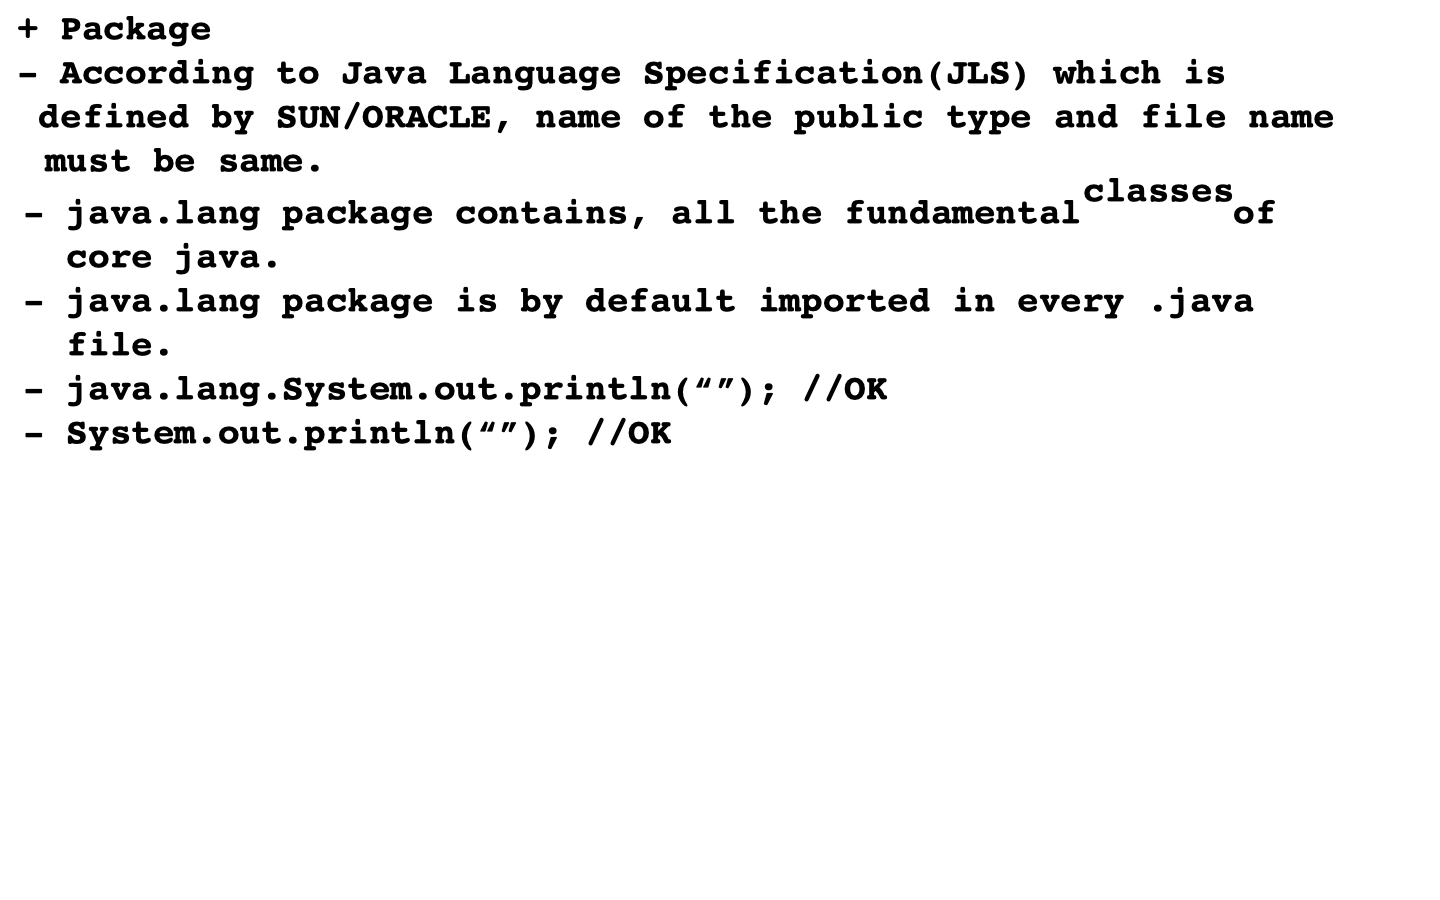 + Package
- According to Java Language Specification(JLS) which is
defined by SUN/ORACLE, name of the public type and file name
must be same.
- java.lang package contains, all the fundamental classes of
core java.
- java.lang package is by default imported in every .java
file.
- java.lang.System.out.println(“”); //OK
- System.out.println(“”); //OK